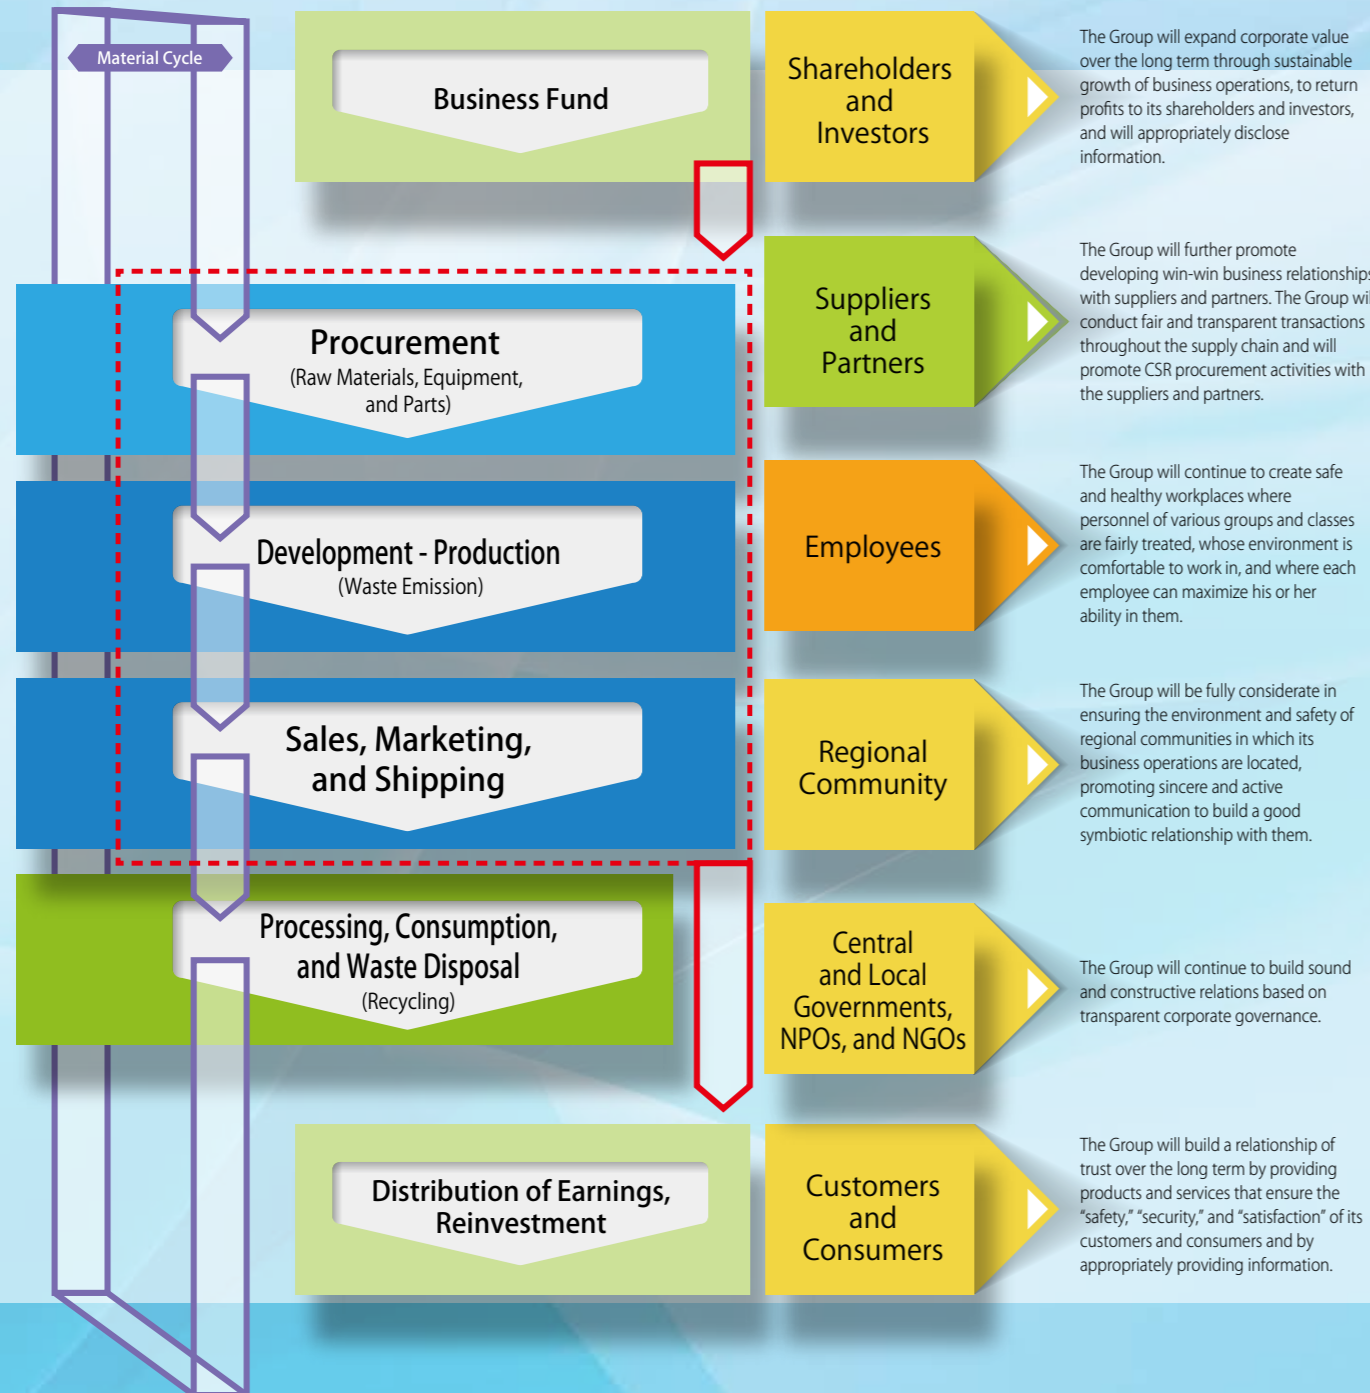 Material Cycle
Business Fund
Shareholders
and
Investors
The Group will expand corporate value
over the long term through sustainable
growth of business operations, to return
profits to its shareholders and investors,
and will appropriately disclose
information.
Procurement
(Raw Materials, Equipment,
and Parts)
Suppliers
and
Partners
The Group will further promote
developing win-win business relationships
with suppliers and partners. The Group wil
conduct fair and transparent transactions
throughout the supply chain and will
promote CSR procurement activities with
the suppliers and partners.
Development - Production
(Waste Emission)
Employees
The Group will continue to create safe
and healthy workplaces where
personnel of various groups and classes
are fairly treated, whose environment is
comfortable to work in, and where each
employee can maximize his or her
ability in them.
Sales, Marketing,
and Shipping
Regional
Community
The Group will be fully considerate in
ensuring the environment and safety of
regional communities in which its
business operations are located,
promoting sincere and active
communication to build a good
symbiotic relationship with them.
Processing, Consumption,
and Waste Disposal
(Recycling)
Central
and Local
Governments,
NPOs, and NGOs
The Group will continue to build sound
and constructive relations based on
transparent corporate governance.
Distribution of Earnings,
Reinvestment
Customers
and
Consumers
The Group will build a relationship of
trust over the long term by providing
products and services that ensure the
“safety,” “security,” and “satisfaction” of its
customers and consumers and by
appropriately providing information.